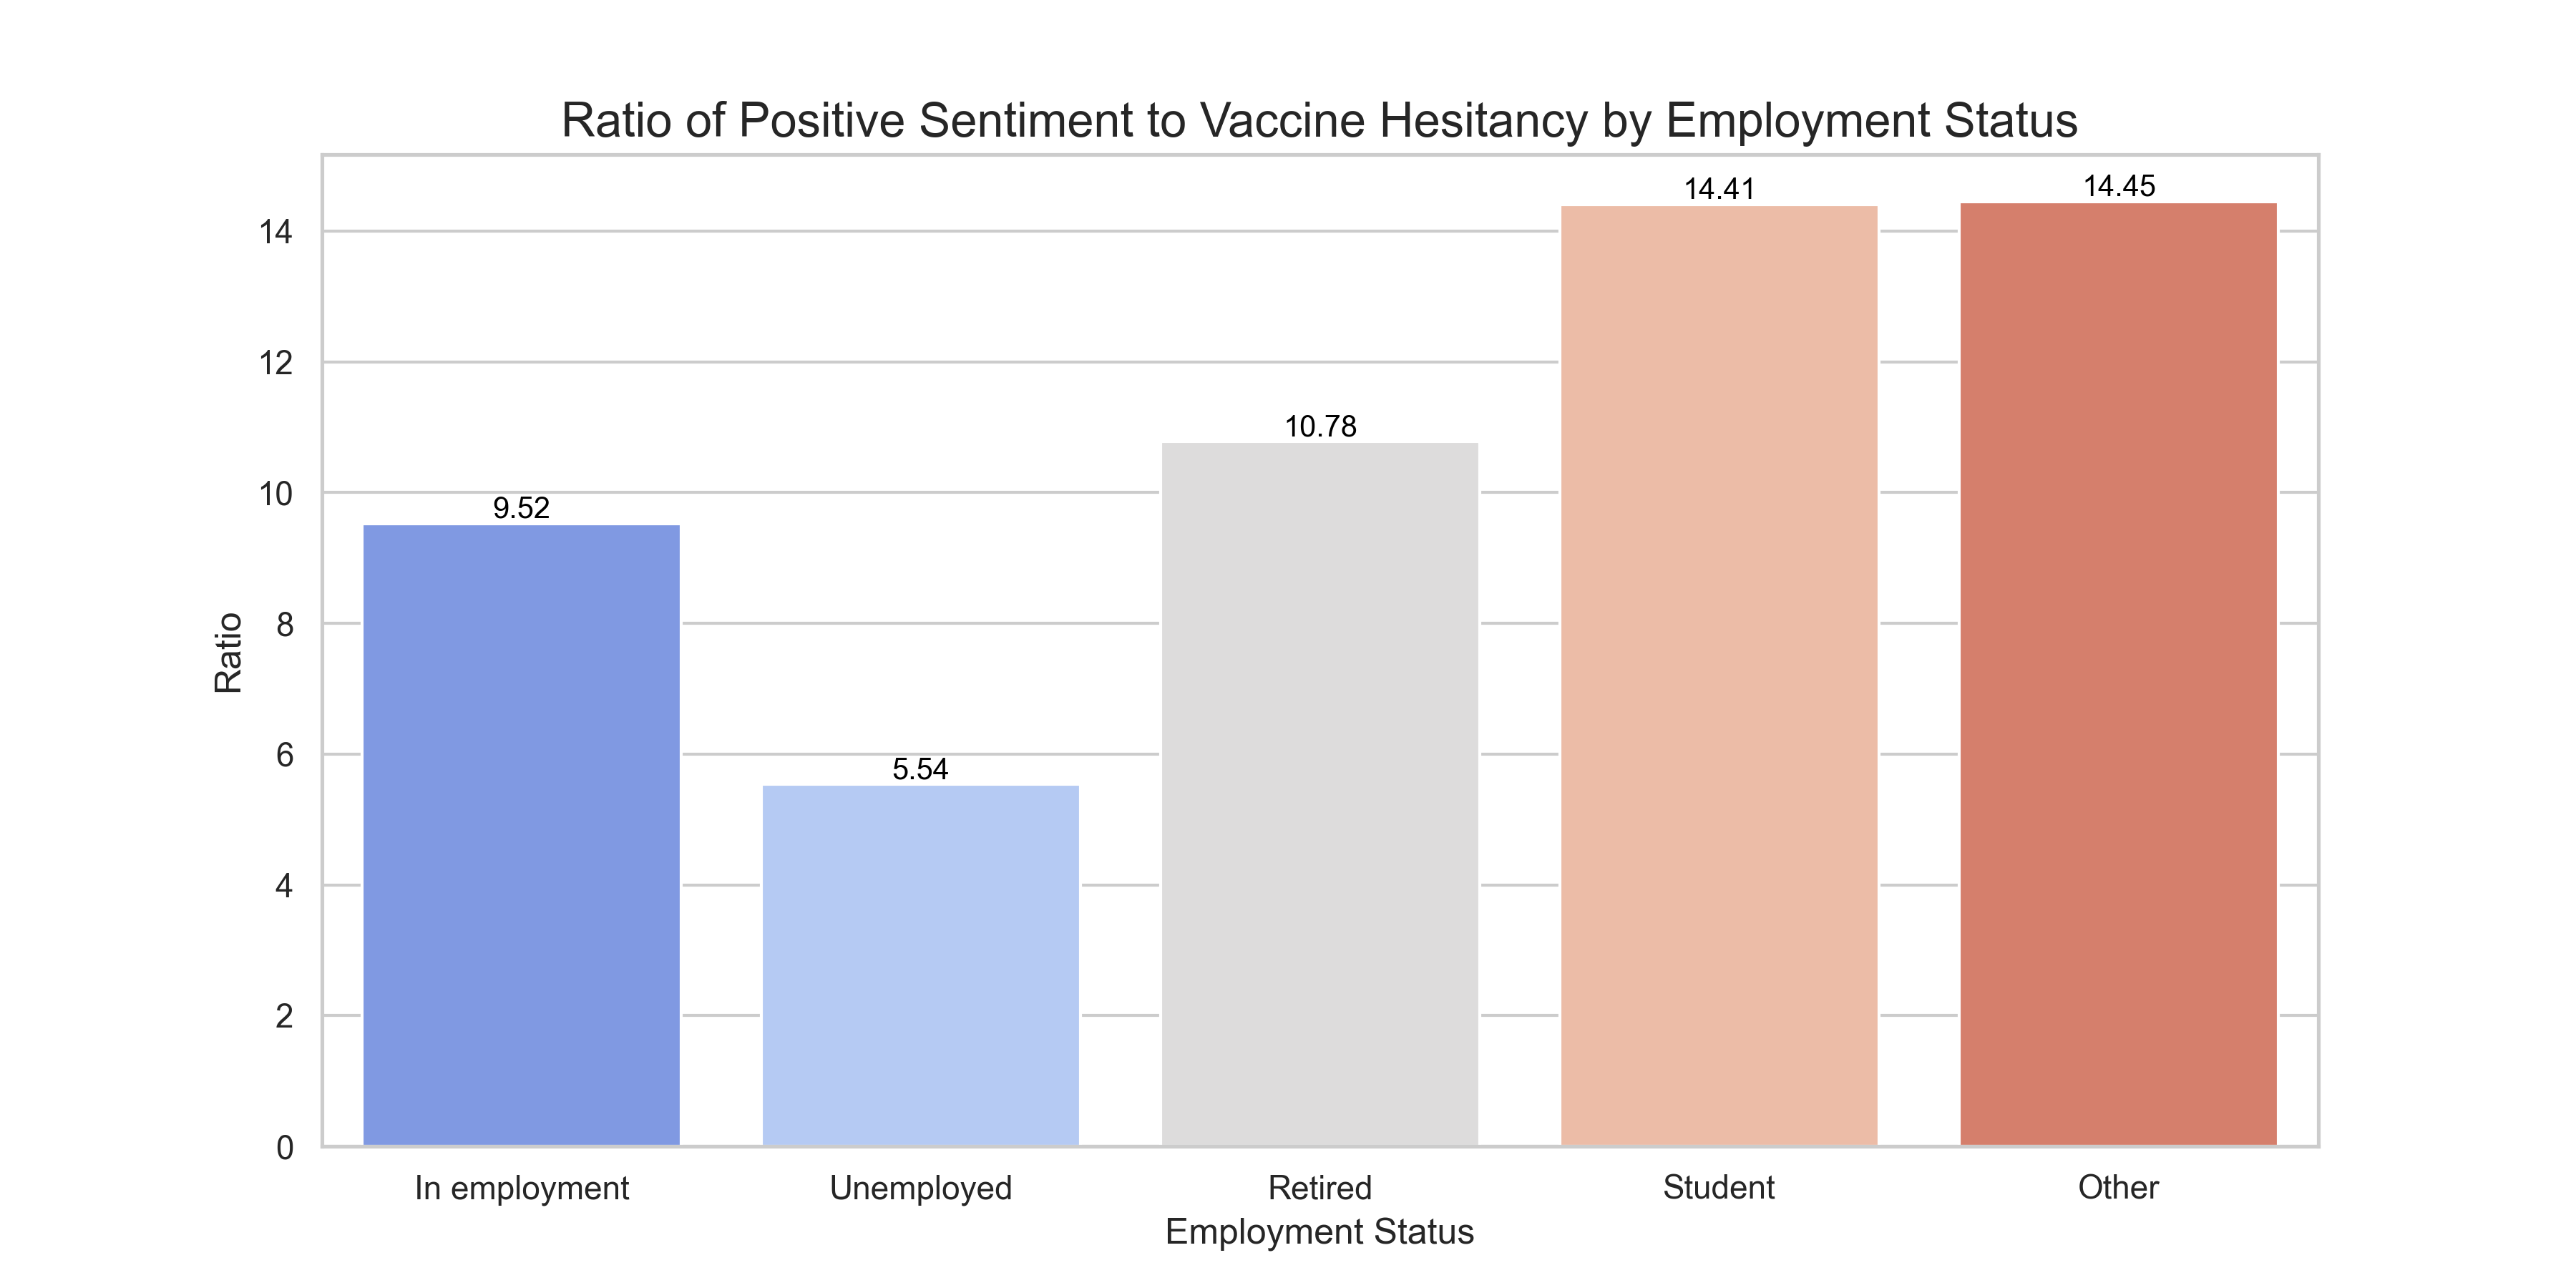 Ratio of Positive Sentiment to Vaccine Hesitancy by Employment Status
14.41
14.45
14
12
10.78
10
9.52
8
Ratio
6
5.54
4
2
0
In employment
Unemployed
Retired
Student
Other
Employment Status